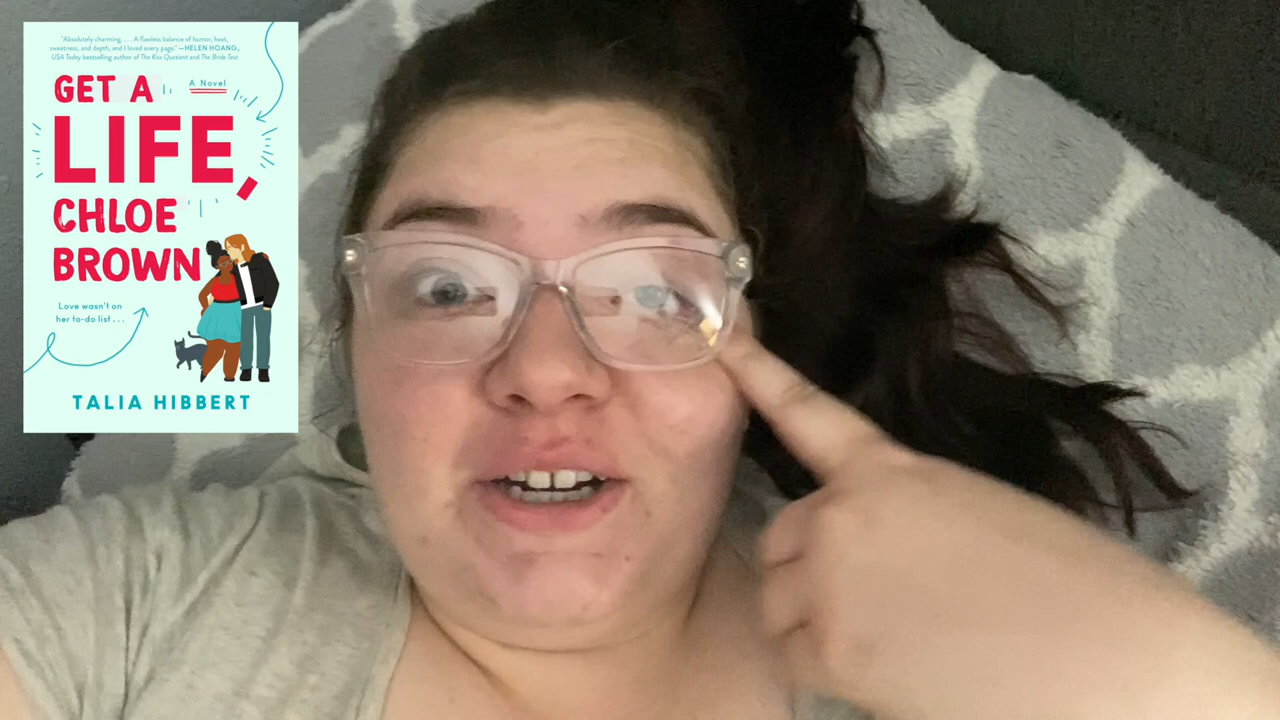 "Absolutely charming. . . . A flawless balance of humor, heat,
sweetness, and depth, and I loved every page." —HELEN HOANG,
USA Today bestselling author of The Kiss Quotient and The Bride Test
GET A
A Novel
LIFE,
CHLOE
BROWN
Love wasn't on
her to-do list . . .
TALIA HIBBERT